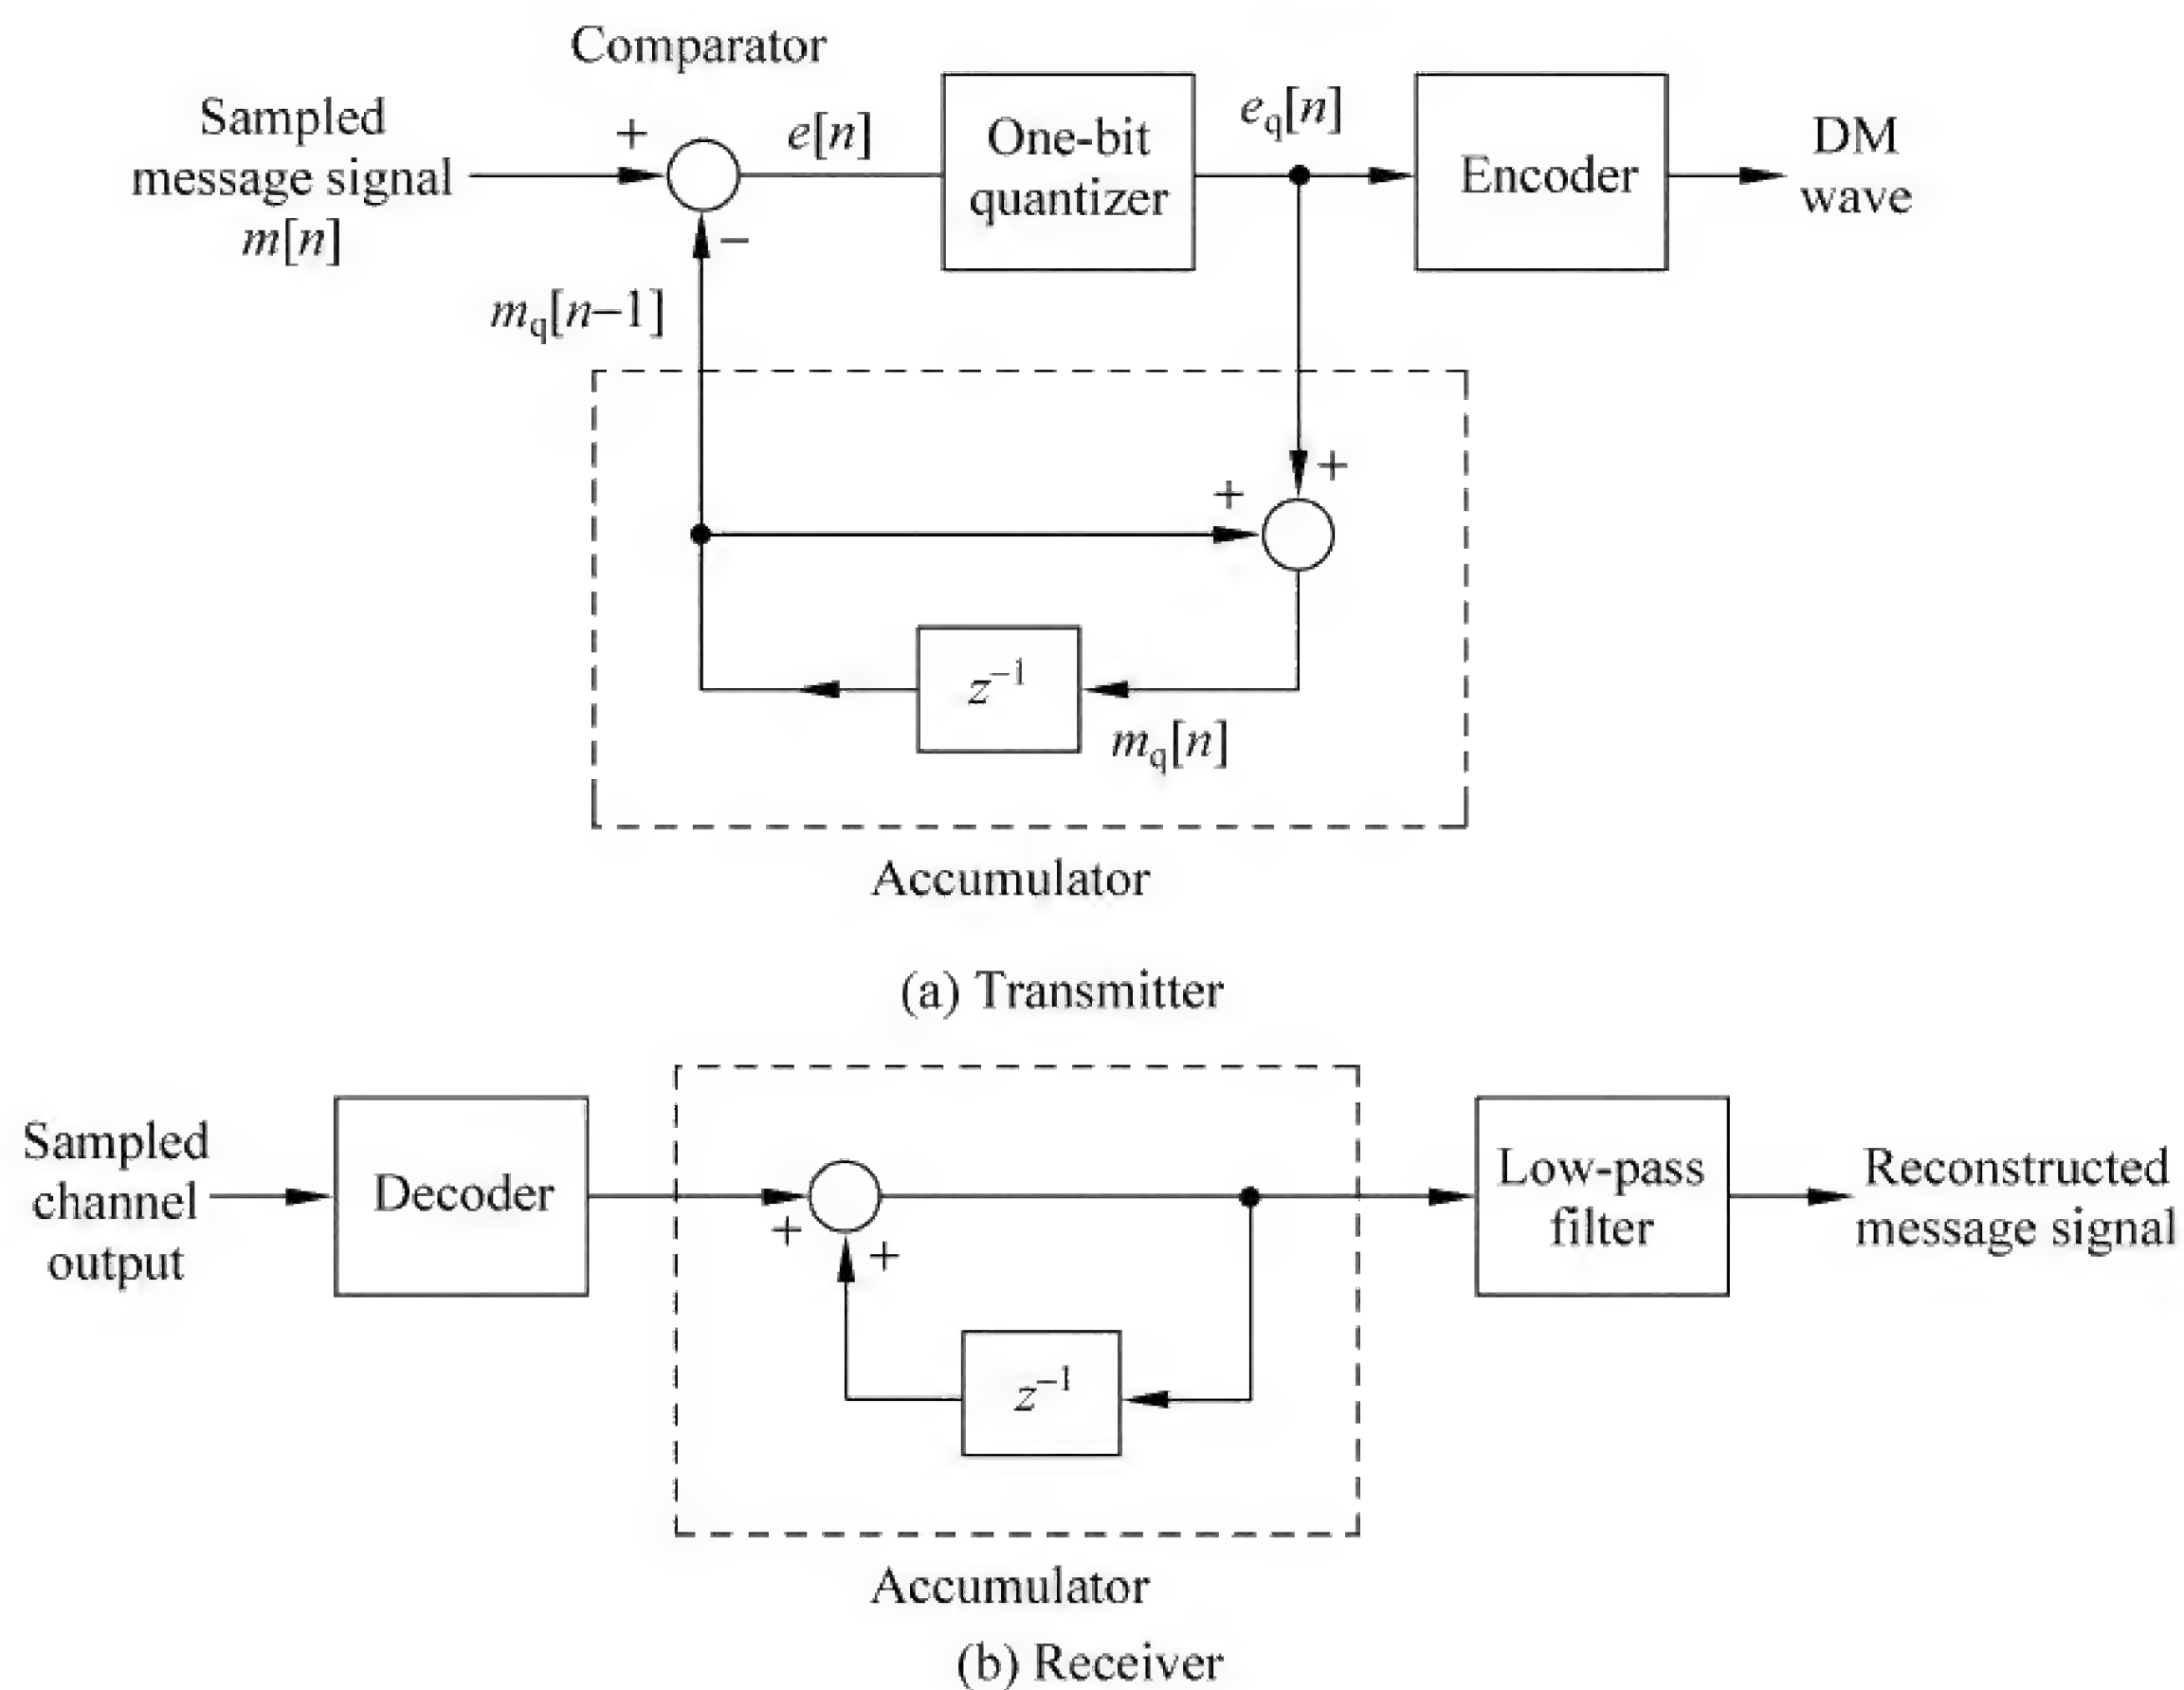 Comparator
Sampled
message signal
m[n]
+
−
e[n]
One-bit
quantizer
eq[n]
Encoder
DM
wave
mq[n−1]
+
+
z−1
mq[n]
Accumulator
(a) Transmitter
Sampled
channel
output
Decoder
+
+
z−1
Low-pass
filter
Reconstructed
message signal
Accumulator
(b) Receiver